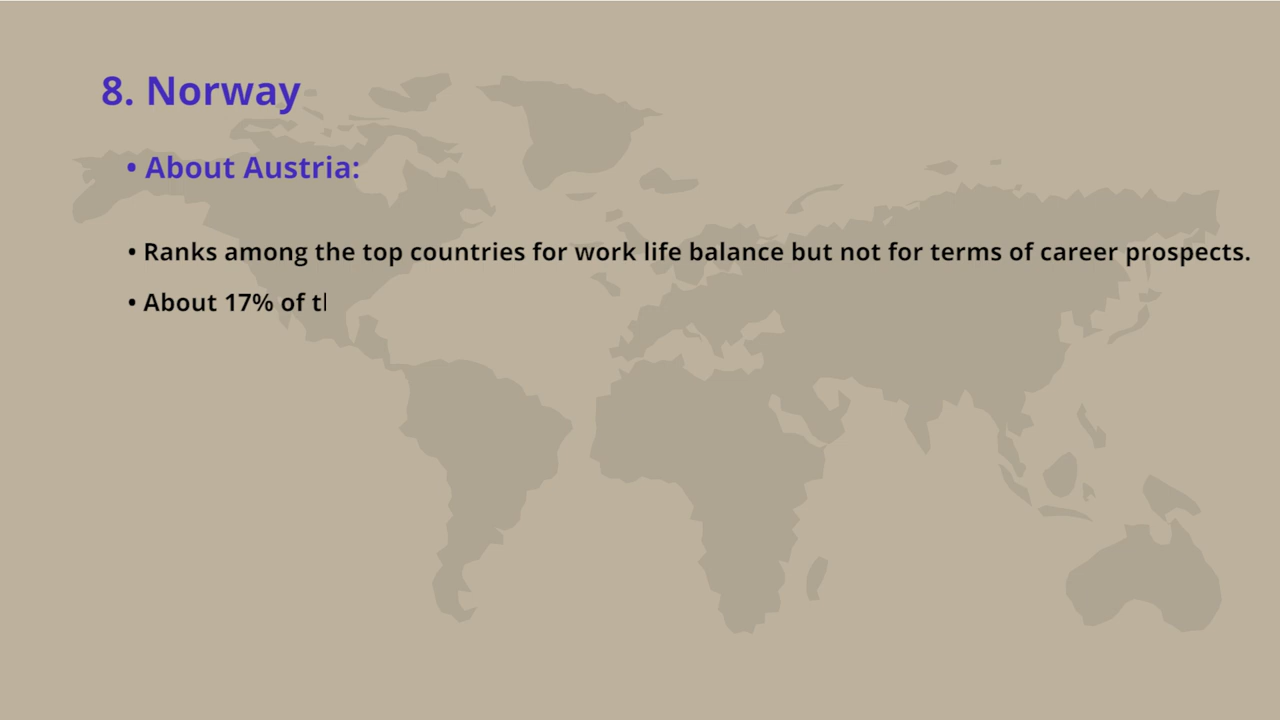 8. Norway
• About Austria:
• Ranks among the top countries for work life balance but not for terms of career prospects.
• About 17% of